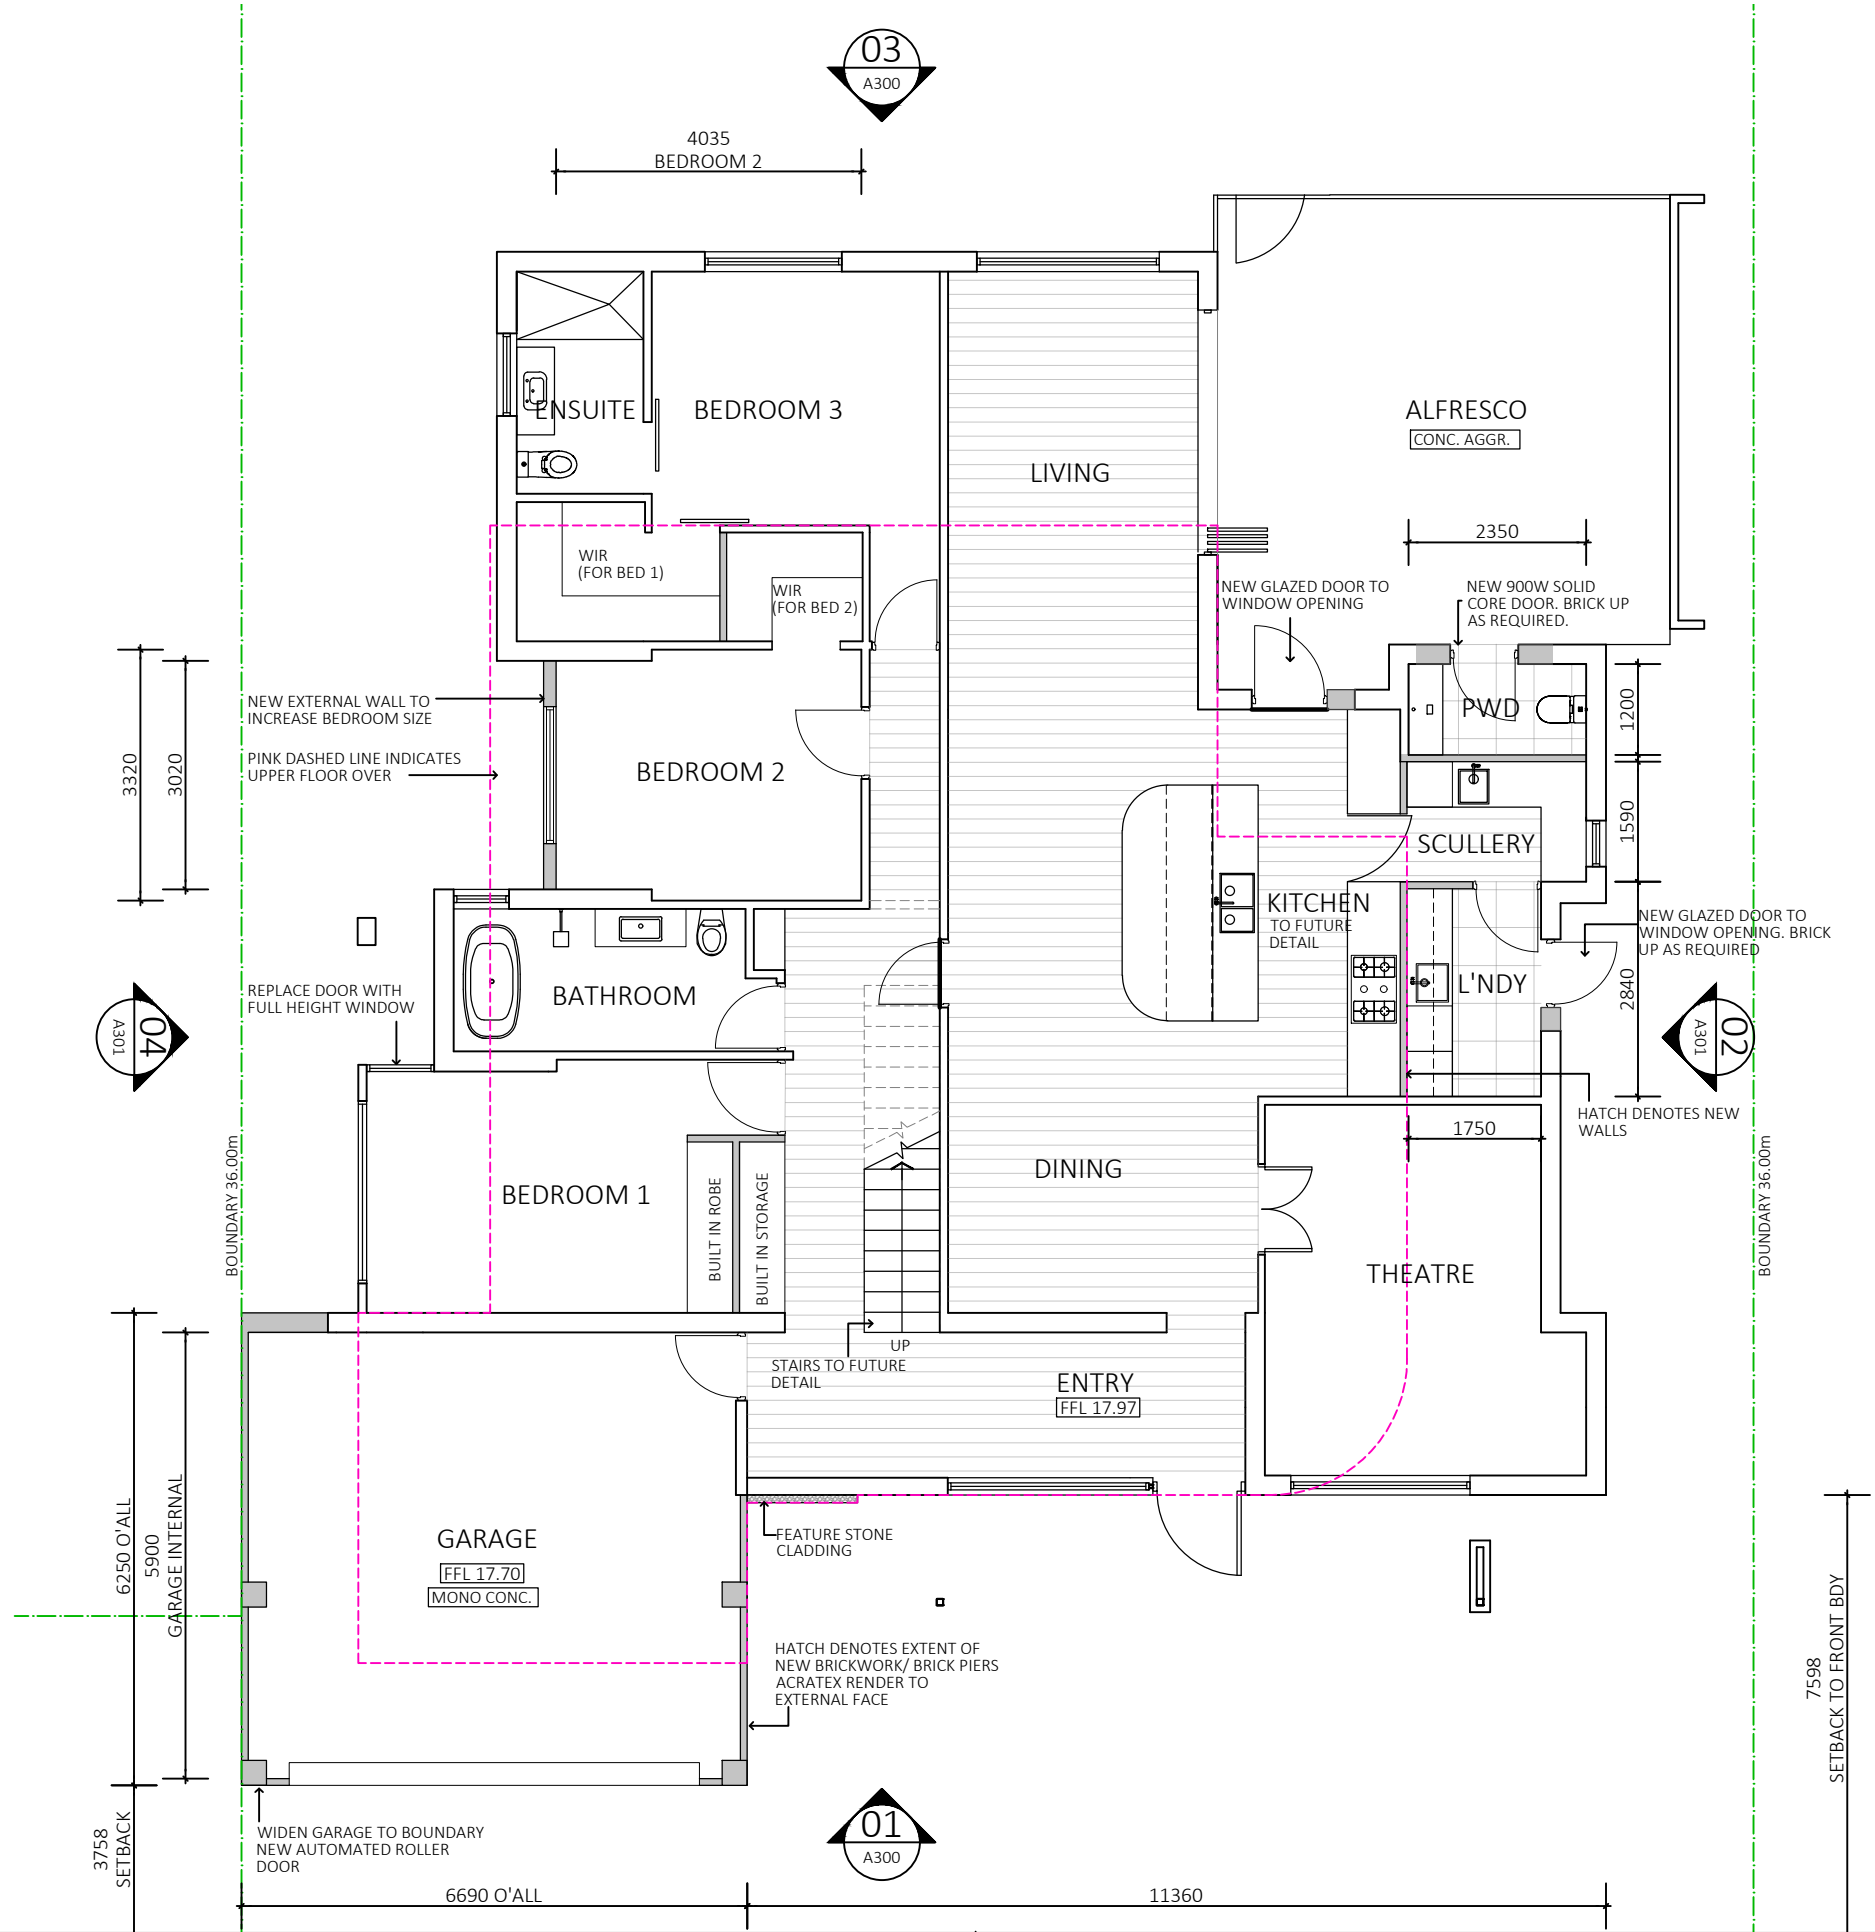 03
A300
4035
BEDROOM 2
ENSUITE
BEDROOM 3
LIVING
ALFRESCO
CONC. AGGR.
2350
WIR
(FOR BED 1)
WIR
(FOR BED 2)
NEW GLAZED DOOR TO
WINDOW OPENING
NEW 900W SOLID
CORE DOOR. BRICK UP
AS REQUIRED.
NEW EXTERNAL WALL TO
INCREASE BEDROOM SIZE
PINK DASHED LINE INDICATES
UPPER FLOOR OVER
3320
3020
BEDROOM 2
PWD
1200
1590
SCULLERY
KITCHEN
TO FUTURE
DETAIL
NEW GLAZED DOOR TO
WINDOW OPENING. BRICK
UP AS REQUIRED
2840
L'NDY
REPLACE DOOR WITH
FULL HEIGHT WINDOW
BATHROOM
04
A301
02
A301
HATCH DENOTES NEW
WALLS
1750
BOUNDARY 36.00m
BOUNDARY 36.00m
DINING
BEDROOM 1
BUILT IN ROBE
BUILT IN STORAGE
THEATRE
UP
STAIRS TO FUTURE
DETAIL
ENTRY
FFL 17.97
6250 O'ALL
5900
GARAGE INTERNAL
GARAGE
FFL 17.70
MONO CONC.
FEATURE STONE
CLADDING
HATCH DENOTES EXTENT OF
NEW BRICKWORK/ BRICK PIERS
ACRATEX RENDER TO
EXTERNAL FACE
7598
SETBACK TO FRONT BDY
3758
SETBACK
WIDEN GARAGE TO BOUNDARY
NEW AUTOMATED ROLLER
DOOR
01
A300
6690 O'ALL
11360